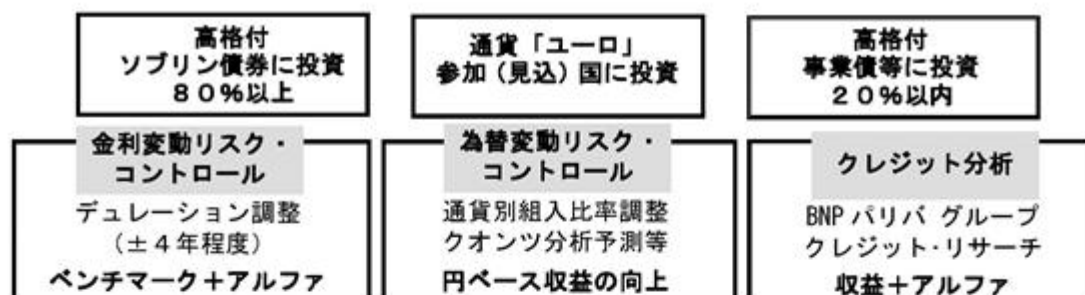 高格付
ソブリン債券に投資
８０％以上
通貨「ユーロ」
参加（見込）国に投資
高格付
事業債等に投資
２０％以内
金利変動リスク・
コントロール
デュレーション調整
（±４年程度）
ベンチマーク＋アルファ
為替変動リスク・
コントロール
通貨別組入比率調整
クオンツ分析予測等
円ベース収益の向上
クレジット分析
BNP パリバ グループ
クレジット・リサーチ
収益＋アルファ